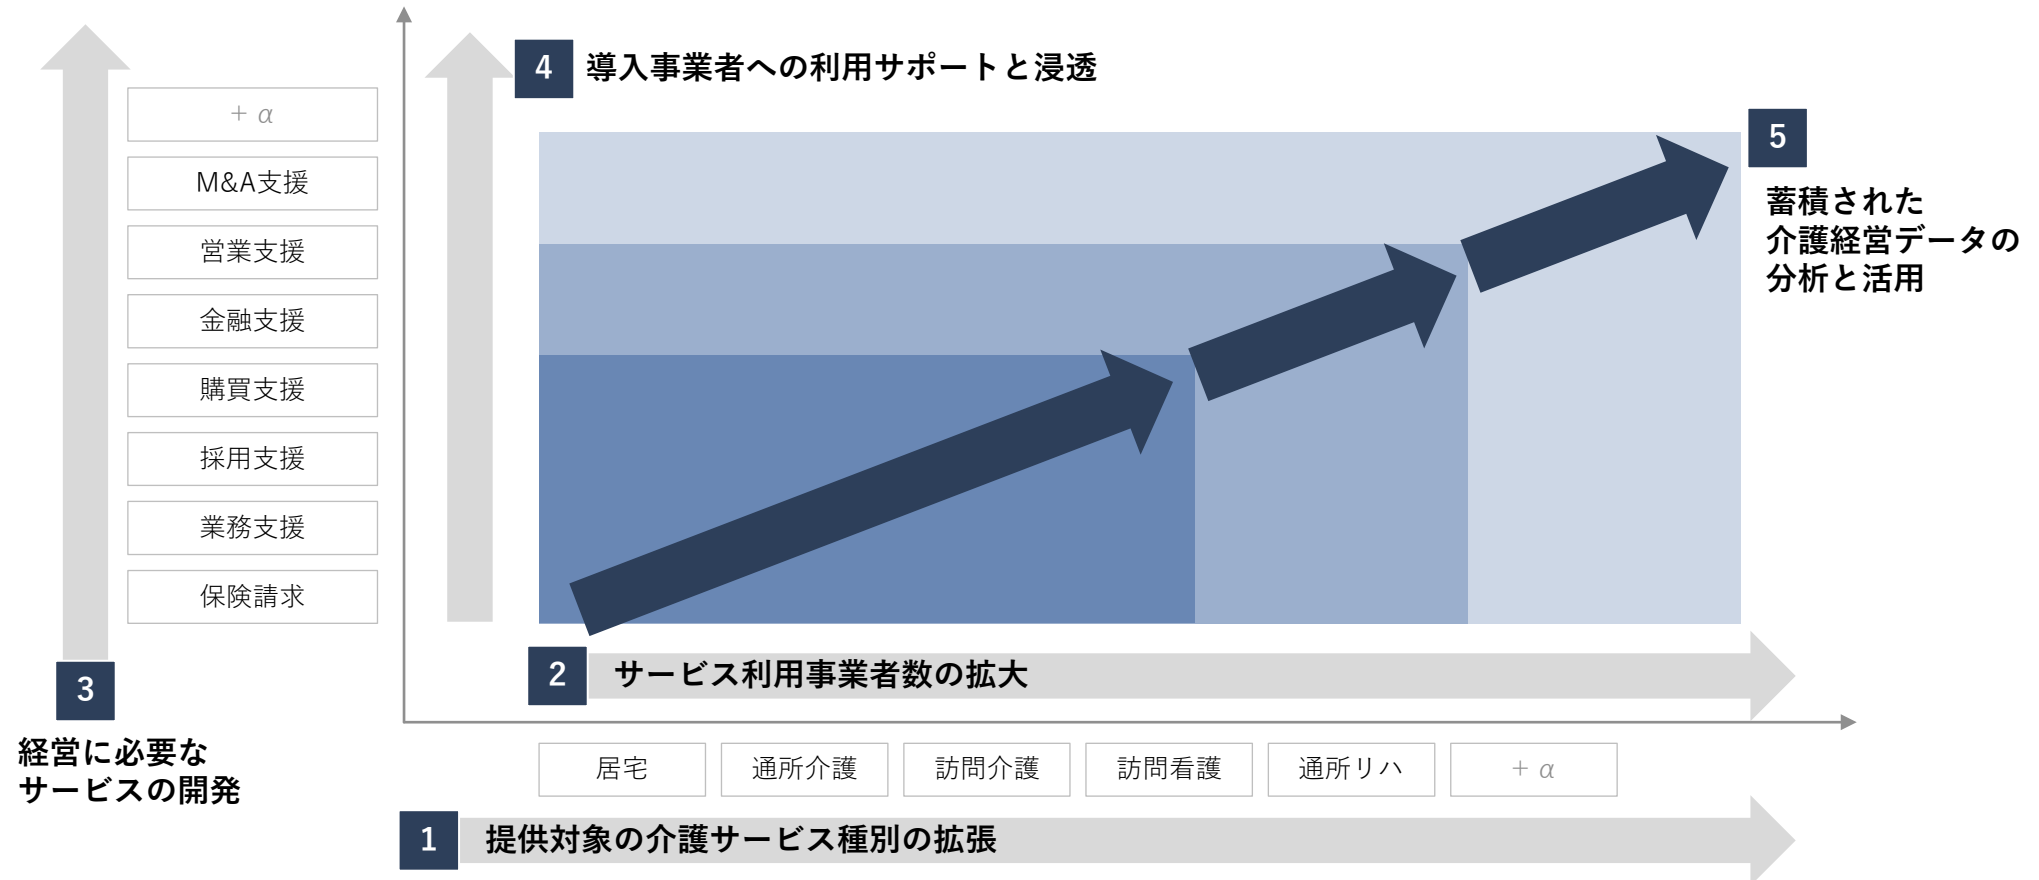 4 導入事業者への利用サポートと浸透
5
蓄積された
介護経営データの
分析と活用
+ α
M&A支援
営業支援
金融支援
購買支援
採用支援
業務支援
保険請求
3
経営に必要な
サービスの開発
2 サービス利用事業者数の拡大
居宅 通所介護 訪問介護 訪問看護 通所リハ + α
1 提供対象の介護サービス種別の拡張